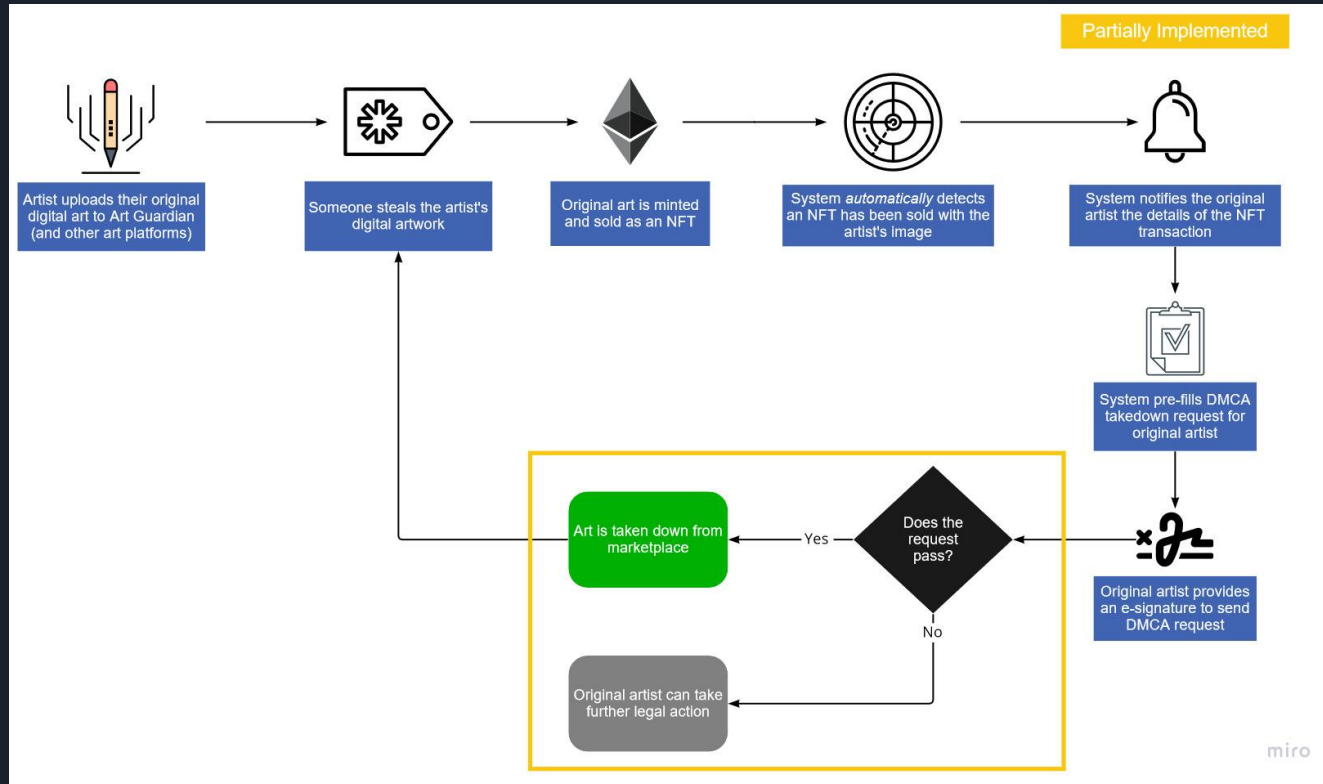 Partially Implemented
Artist uploads their original
digital art to Art Guardian
(and other art platforms)
Someone steals the artist's
digital artwork
Original art is minted
and sold as an NFT
System automatically detects
an NFT has been sold with the
artist's image
System notifies the original
artist the details of the NFT
transaction
System pre-fills DMCA
takedown request for
original artist
Original artist provides
an e-signature to send
DMCA request
Does the
request
pass?
Yes
Art is taken down from
marketplace
No
Original artist can take
further legal action
miro